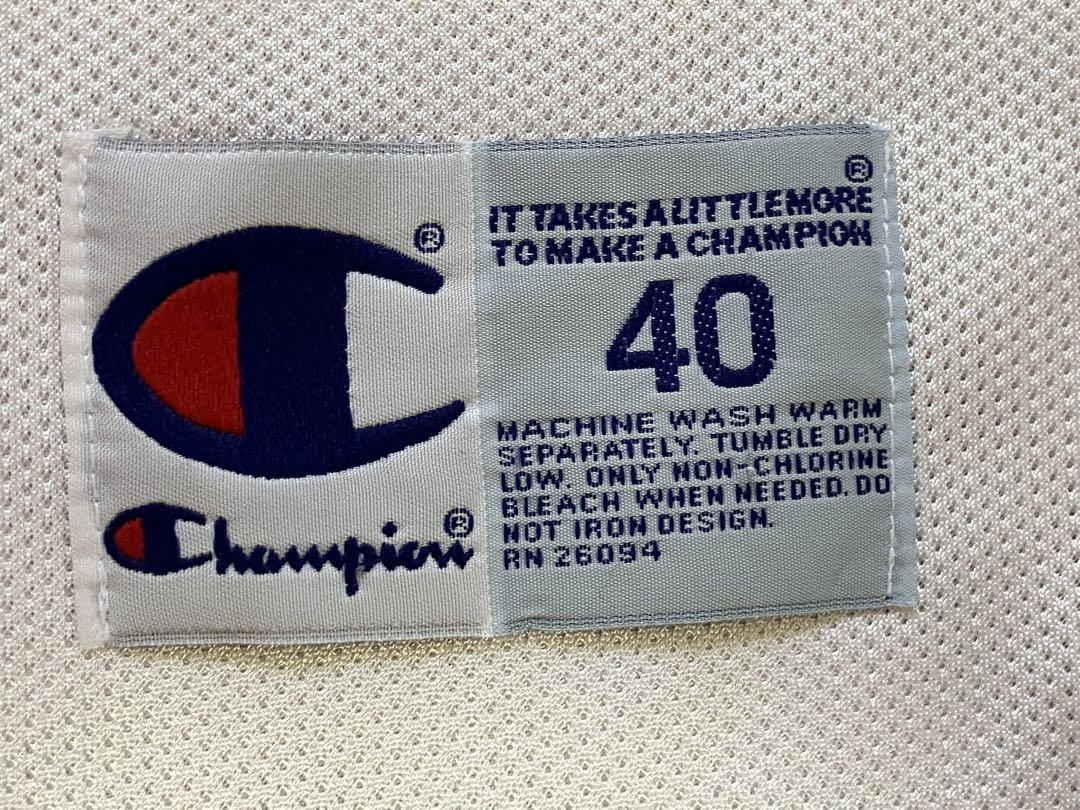 ®
Champion®
®
IT TAKES A LITTLE MORE
TO MAKE A CHAMPION
40
MACHINE WASH WARM
SEPARATELY. TUMBLE DRY
LOW. ONLY NON-CHLORINE
BLEACH WHEN NEEDED. DO
NOT IRON DESIGN.
RN 26094